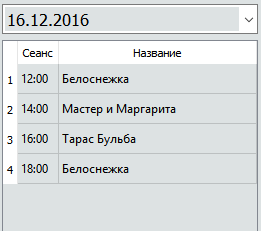 16.12.2016
Сеанс Название
1 12:00 Белоснежка
2 14:00 Мастер и Маргарита
3 16:00 Тарас Бульба
4 18:00 Белоснежка